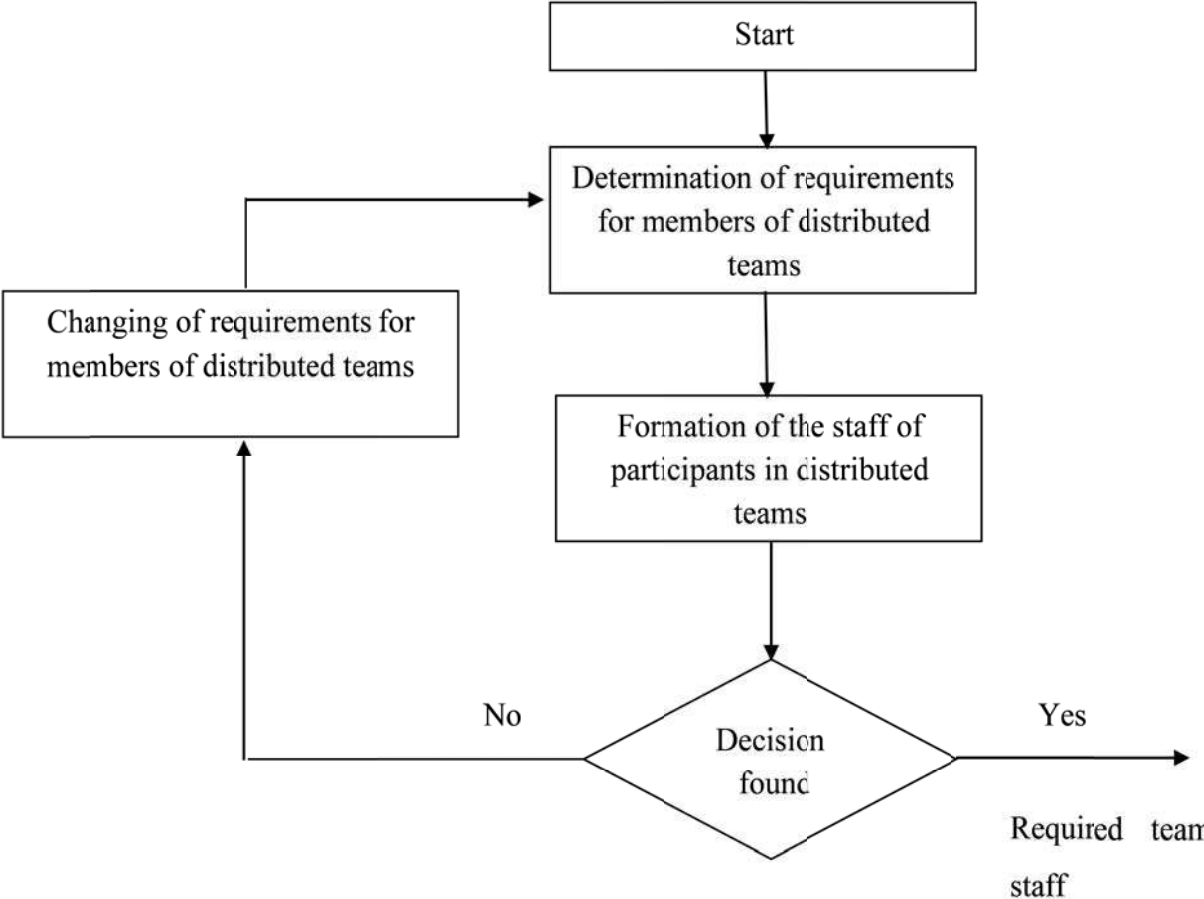 Start
Determination of requirements
for members of distributed
teams
Changing of requirements for
members of distributed teams
Formation of the staff of
participants in distributed
teams
No
Yes
Decision
found
Required team
staff